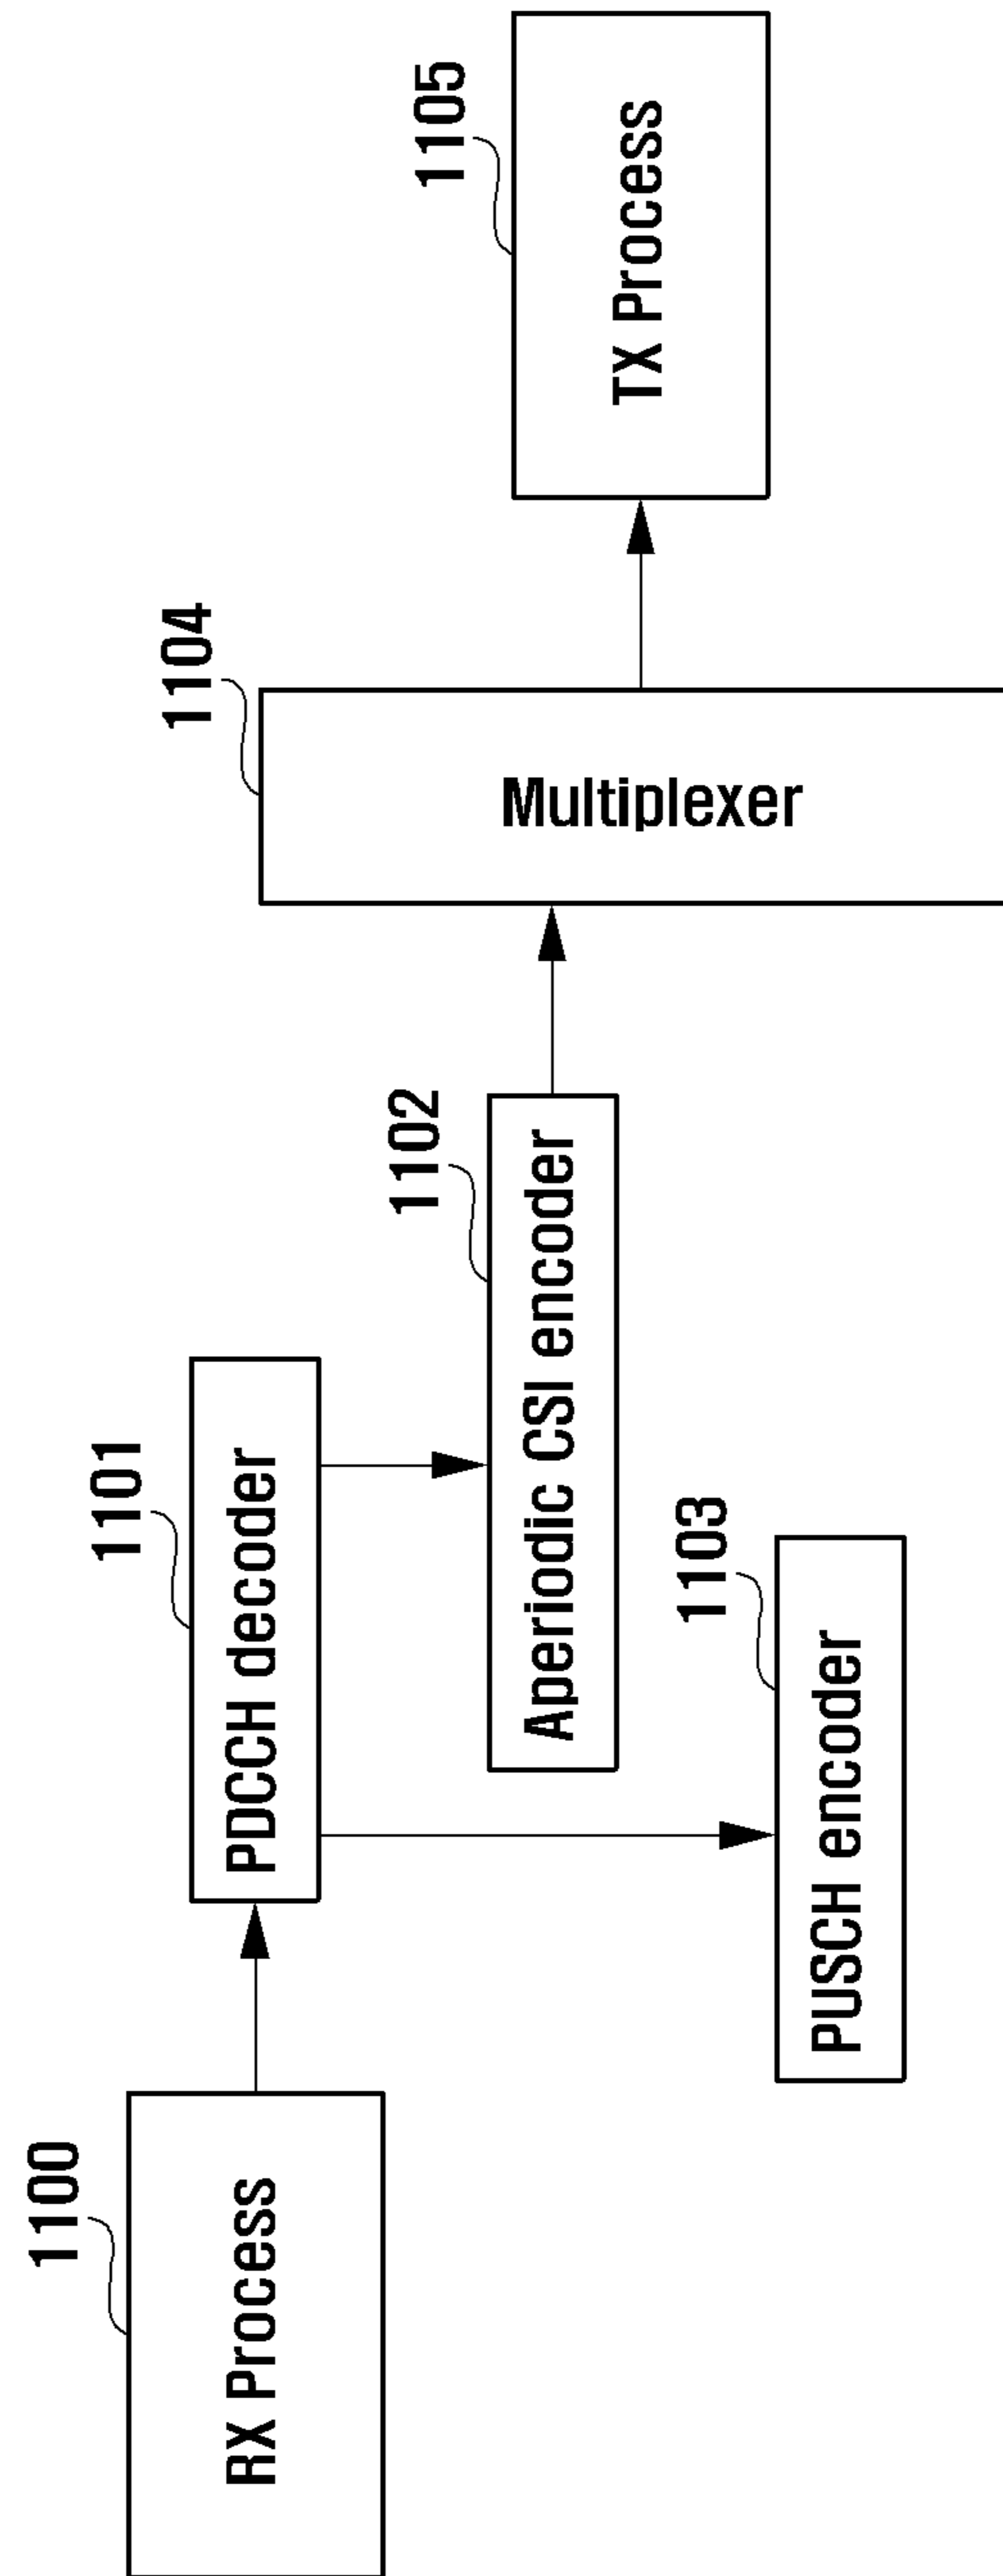 1100
RX Process
1101
PDCCH decoder
1102
Aperiodic CSI encoder
1103
PUSCH encoder
1104
Multiplexer
1105
TX Process